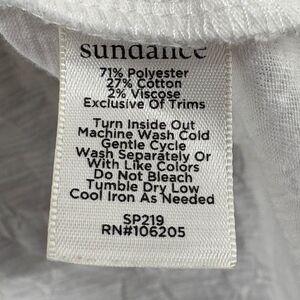 sundance
71% Polyester
27% Cotton
2% Viscose
Exclusive Of Trims
Turn Inside Out
Machine Wash Cold
Gentle Cycle
Wash Separately Or
With Like Colors
Do Not Bleach
Tumble Dry Low
Cool Iron As Needed
SP219
RN#106205